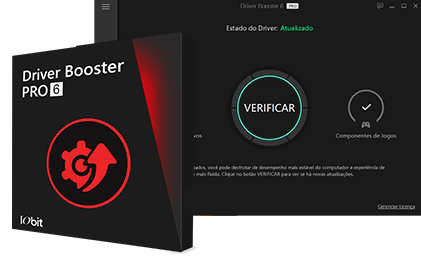 Driver Booster 6 PRO
Estado do Driver: Atualizado
Driver Booster
PRO 6
VERIFICAR
Componentes de Jogos
você pode desfrutar de desempenho mais estável do computador e experiência de
mais fluida. Clique no botão VERIFICAR para ver se há novas atualizações.
IObit
Gerenciar Licença